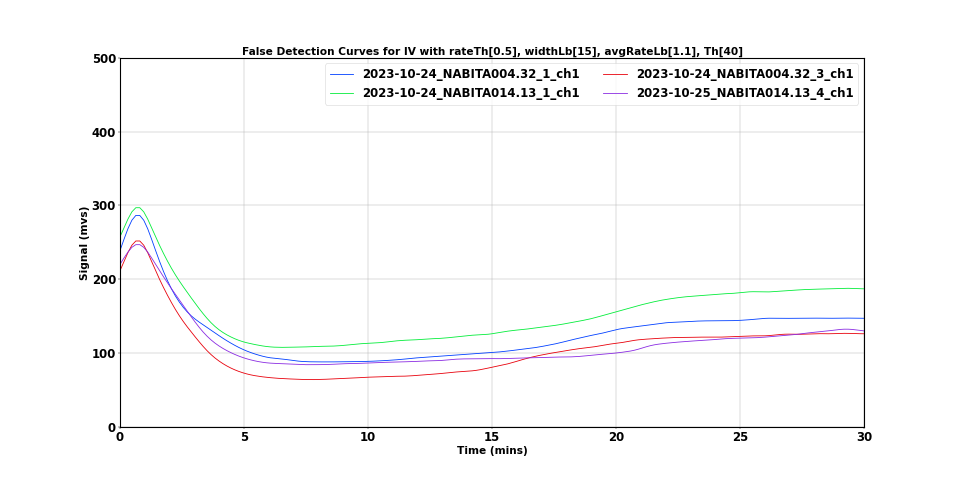 False Detection Curves for IV with rateTh[0.5], widthLb[15], avgRateLb[1.1], Th[40]
2023-10-24_NABITA004.32_1_ch1
2023-10-24_NABITA014.13_1_ch1
2023-10-24_NABITA004.32_3_ch1
2023-10-25_NABITA014.13_4_ch1
Signal (mvs)
500
400
300
200
100
0
0 5 10 15 20 25 30
Time (mins)